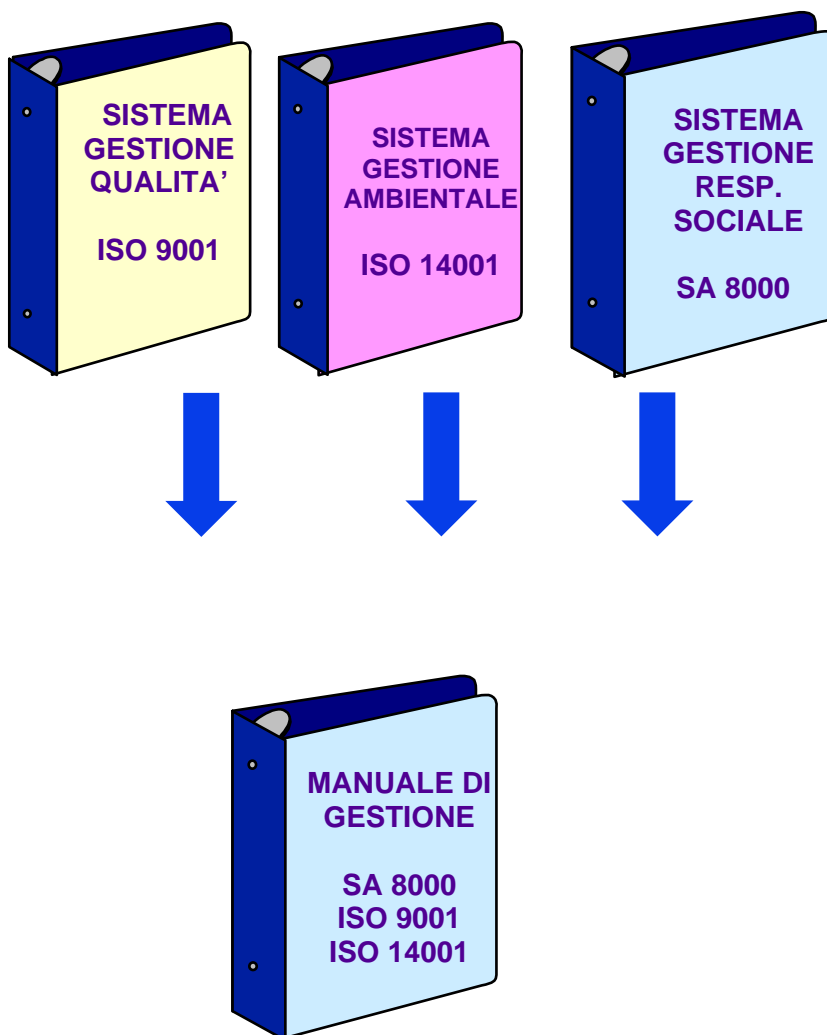 SISTEMA
GESTIONE
QUALITA’
ISO 9001
SISTEMA
GESTIONE
AMBIENTALE
ISO 14001
SISTEMA
GESTIONE
RESP.
SOCIALE
SA 8000
MANUALE DI
GESTIONE
SA 8000
ISO 9001
ISO 14001